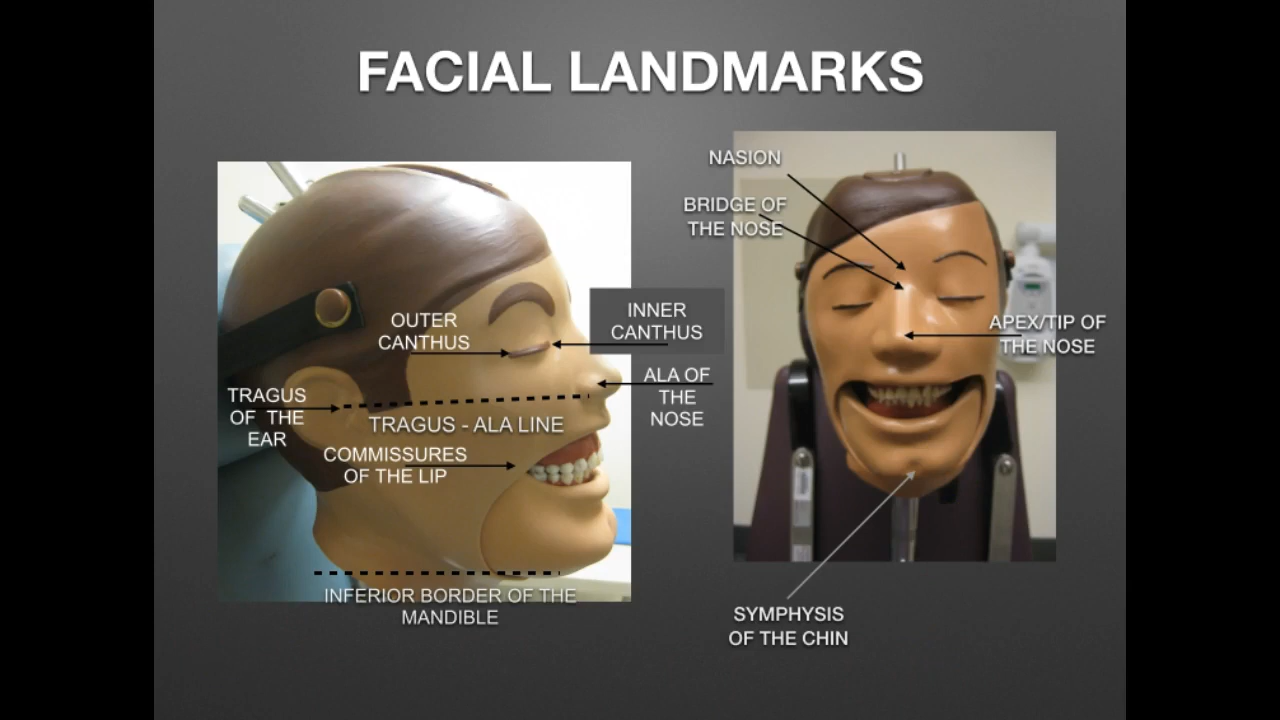 FACIAL LANDMARKS
NASION
BRIDGE OF
THE NOSE
OUTER
CANTHUS
INNER
CANTHUS
APEX/TIP OF
THE NOSE
ALA OF
THE
NOSE
TRAGUS
OF THE
EAR
TRAGUS - ALA LINE
COMMISSURES
OF THE LIP
INFERIOR BORDER OF THE
MANDIBLE
SYMPHYSIS
OF THE CHIN